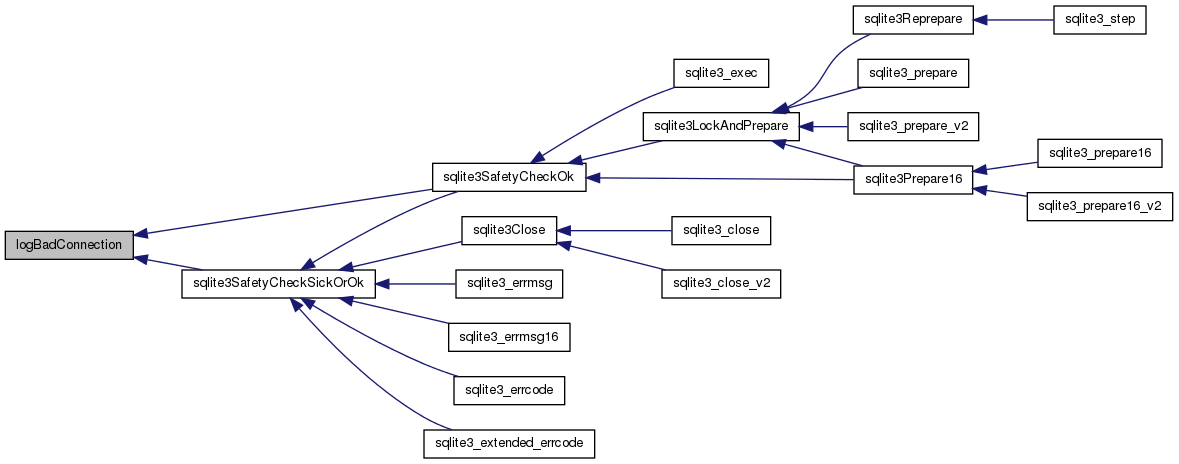 sqlite3Reprepare
sqlite3_step
sqlite3_exec
sqlite3_prepare
sqlite3LockAndPrepare
sqlite3_prepare_v2
sqlite3_prepare16
sqlite3SafetyCheckOk
sqlite3Prepare16
sqlite3_prepare16_v2
logBadConnection
sqlite3Close
sqlite3_close
sqlite3SafetyCheckSickOrOk
sqlite3_errmsg
sqlite3_close_v2
sqlite3_errmsg16
sqlite3_errcode
sqlite3_extended_errcode